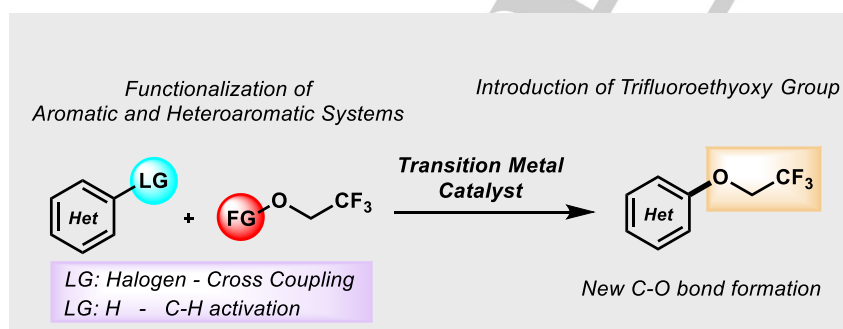 Functionalization of
Aromatic and Heteroaromatic Systems
Introduction of Trifluoroethyoxy Group
LG
Het
+
FG
O
CF3
Transition Metal
Catalyst
Het
O
CF3
LG: Halogen - Cross Coupling
LG: H - C-H activation
New C-O bond formation